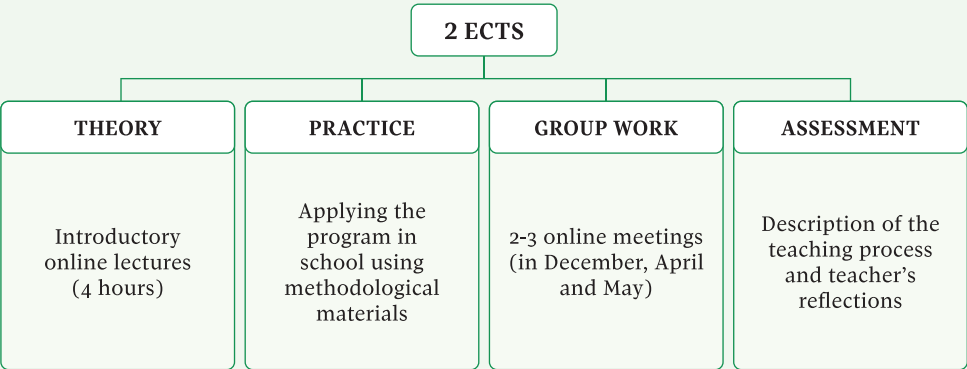 2 ECTS
THEORY
Introductory
online lectures
(4 hours)
PRACTICE
Applying the
program in
school using
methodological
materials
GROUP WORK
2-3 online meetings
(in December, April
and May)
ASSESSMENT
Description of the
teaching process
and teacher’s
reflections